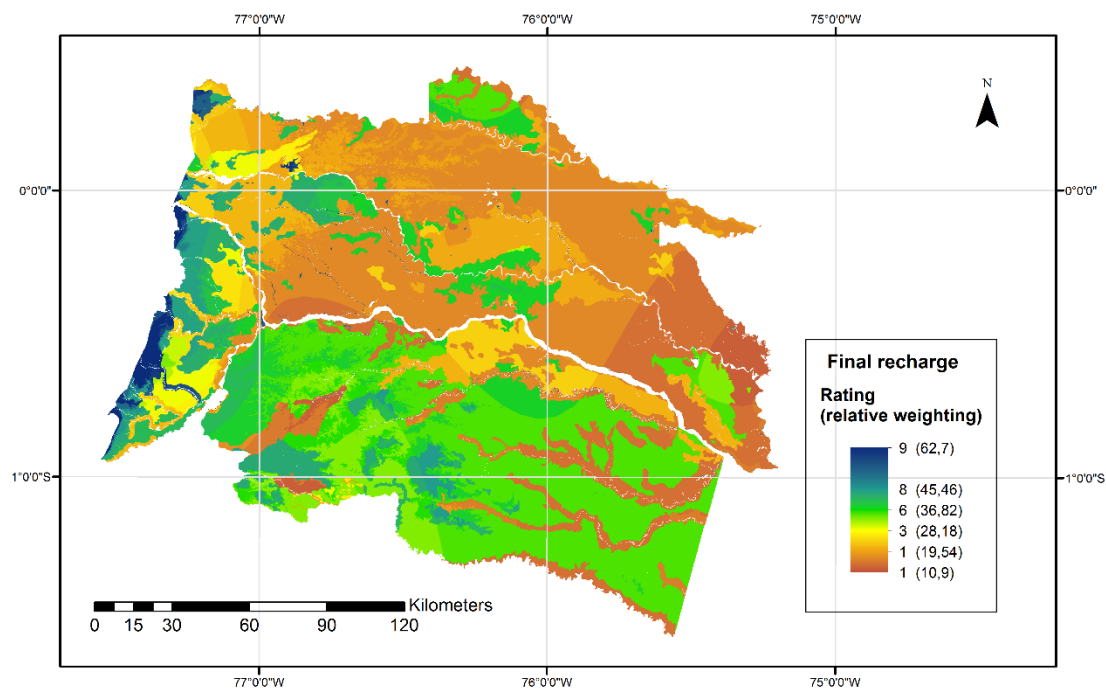 77°0'0"W 76°0'0"W 75°0'0"W
N
0°0'0" 0°0'0"
Final recharge
Rating
(relative weighting)
9 (62,7)
8 (45,46)
6 (36,82)
3 (28,18)
1 (19,54)
1 (10,9)
1°0'0"S 1°0'0"S
Kilometers
0 15 30 60 90 120
77°0'0"W 76°0'0"W 75°0'0"W